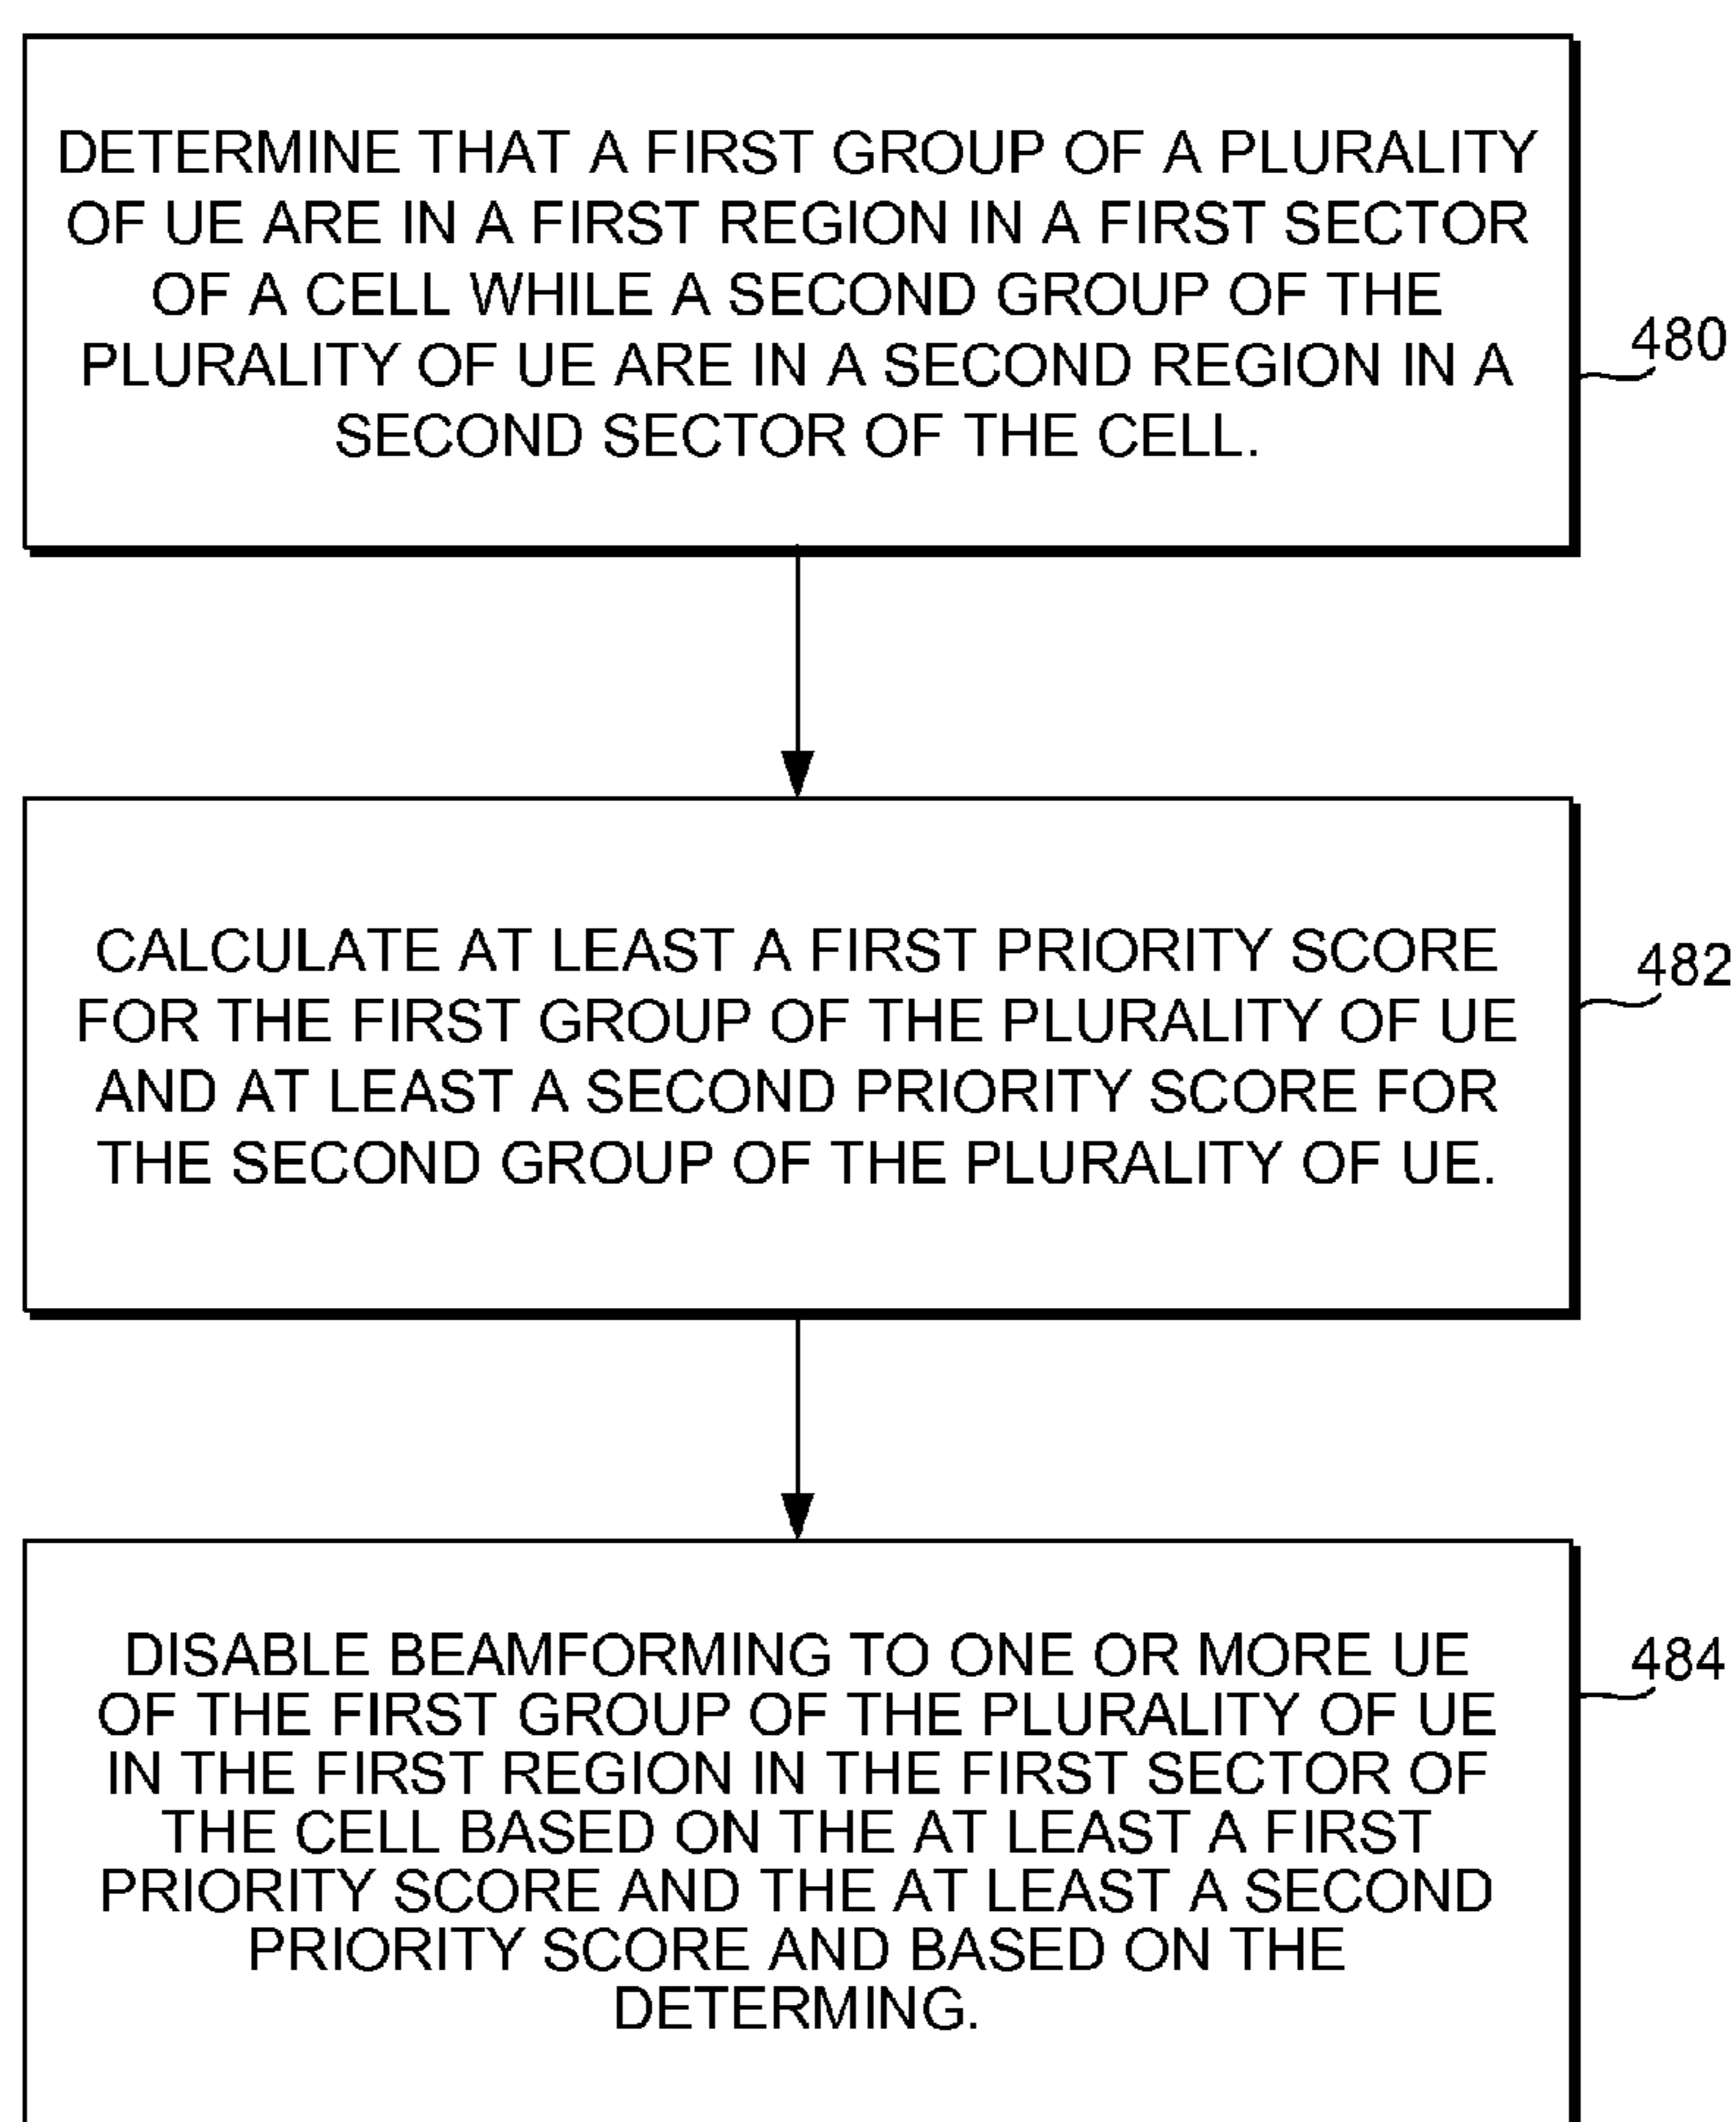 DETERMINE THAT A FIRST GROUP OF A PLURALITY
OF UE ARE IN A FIRST REGION IN A FIRST SECTOR
OF A CELL WHILE A SECOND GROUP OF THE
PLURALITY OF UE ARE IN A SECOND REGION IN A
SECOND SECTOR OF THE CELL.
480
CALCULATE AT LEAST A FIRST PRIORITY SCORE
FOR THE FIRST GROUP OF THE PLURALITY OF UE
AND AT LEAST A SECOND PRIORITY SCORE FOR
THE SECOND GROUP OF THE PLURALITY OF UE.
482
DISABLE BEAMFORMING TO ONE OR MORE UE
OF THE FIRST GROUP OF THE PLURALITY OF UE
IN THE FIRST REGION IN THE FIRST SECTOR OF
THE CELL BASED ON THE AT LEAST A FIRST
PRIORITY SCORE AND THE AT LEAST A SECOND
PRIORITY SCORE AND BASED ON THE
DETERMING.
484